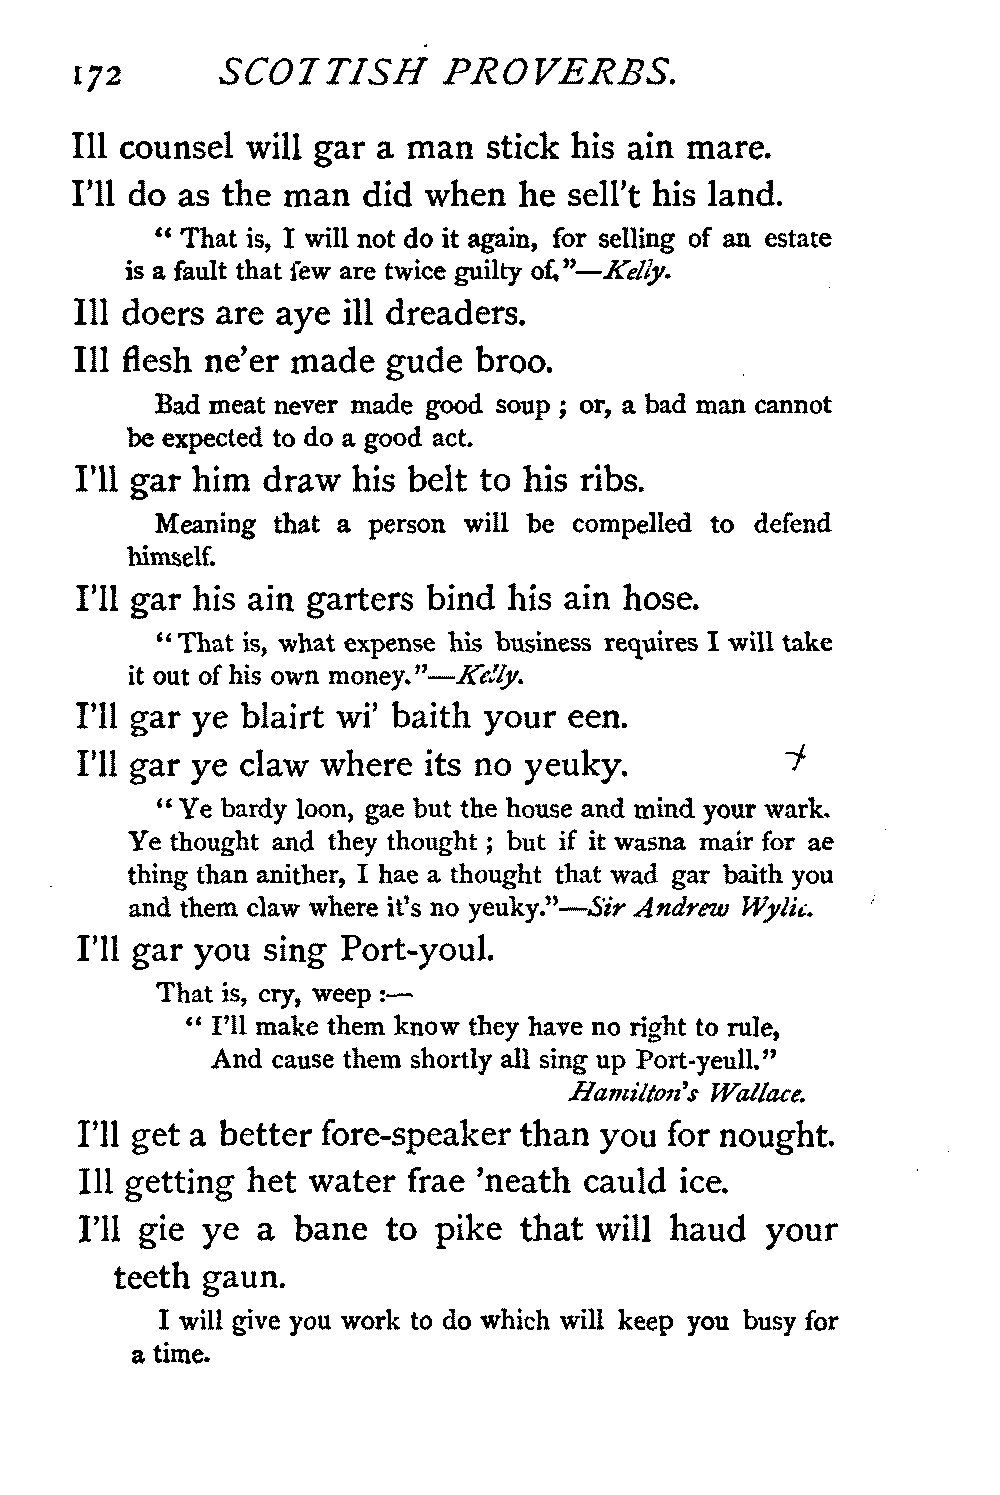 172 SCOTTISH PROVERBS.
Ill counsel will gar a man stick his ain mare.
I'll do as the man did when he sell't his land.
“ That is, I will not do it again, for selling of an estate
is a fault that few are twice guilty of.”—Kelly.
Ill doers are aye ill dreaders.
Ill flesh ne'er made gude broo.
Bad meat never made good soup ; or, a bad man cannot
be expected to do a good act.
I'll gar him draw his belt to his ribs.
Meaning that a person will be compelled to defend
himself.
I'll gar his ain garters bind his ain hose.
“ That is, what expense his business requires I will take
it out of his own money.”—Kelly.
I'll gar ye blairt wi' baith your een.
I'll gar ye claw where its no yeuky.
“ Ye bardy loon, gae but the house and mind your wark.
Ye thought and they thought ; but if it wasna mair for ae
thing than anither, I hae a thought that wad gar baith you
and them claw where it's no yeuky.”—Sir Andrew Wylie.
I'll gar you sing Port-youl.
That is, cry, weep :—
“ I'll make them know they have no right to rule,
And cause them shortly all sing up Port-yeull.”
Hamilton's Wallace.
I'll get a better fore-speaker than you for nought.
Ill getting het water frae 'neath cauld ice.
I'll gie ye a bane to pike that will haud your
teeth gaun.
I will give you work to do which will keep you busy for
a time.